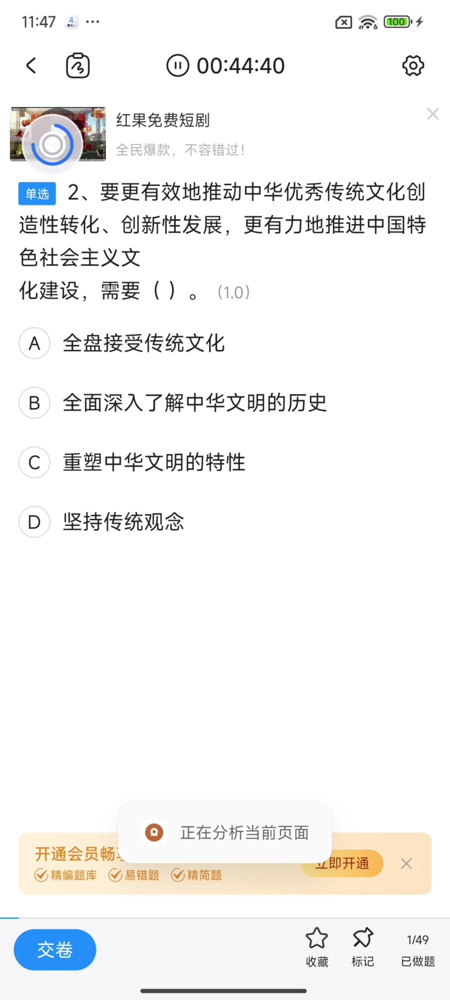 11:47
4
100
00:44:40
红果免费短剧
全民爆款，不容错过！
单选 2、要更有效地推动中华优秀传统文化创
造性转化、创新性发展，更有力地推进中国特
色社会主义文
化建设，需要（ ）。（1.0）
A 全盘接受传统文化
B 全面深入了解中华文明的历史
C 重塑中华文明的特性
D 坚持传统观念
正在分析当前页面
开通会员畅
立即开通
精编题库 易错题 精简题
交卷
收藏
标记
1/49
已做题